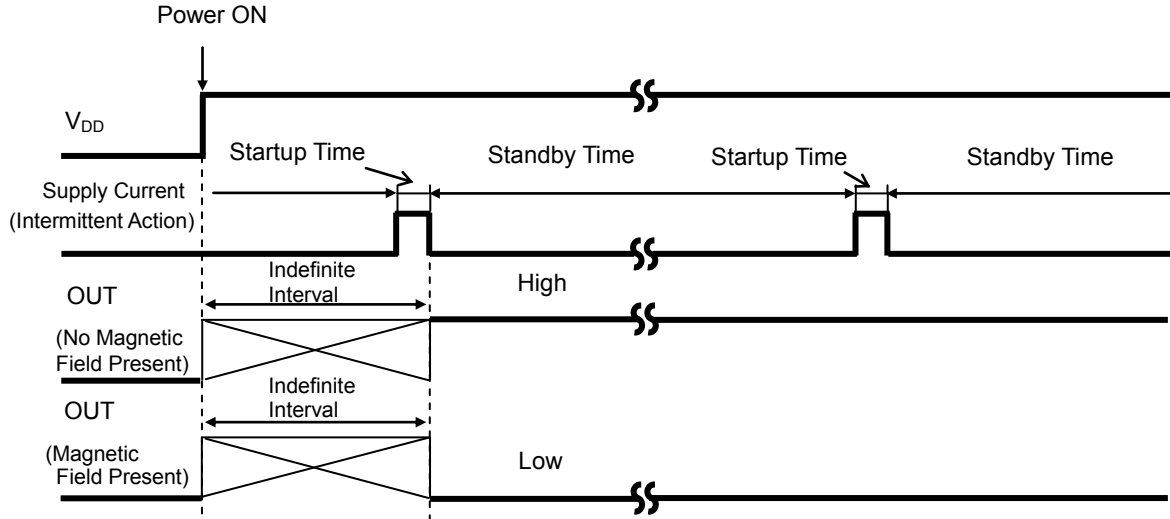 Power ON
V_DD
Startup Time
Standby Time
Startup Time
Standby Time
Supply Current
(Intermittent Action)
Indefinite
Interval
High
OUT
(No Magnetic
Field Present)
Indefinite
Interval
OUT
(Magnetic
Field Present)
Low